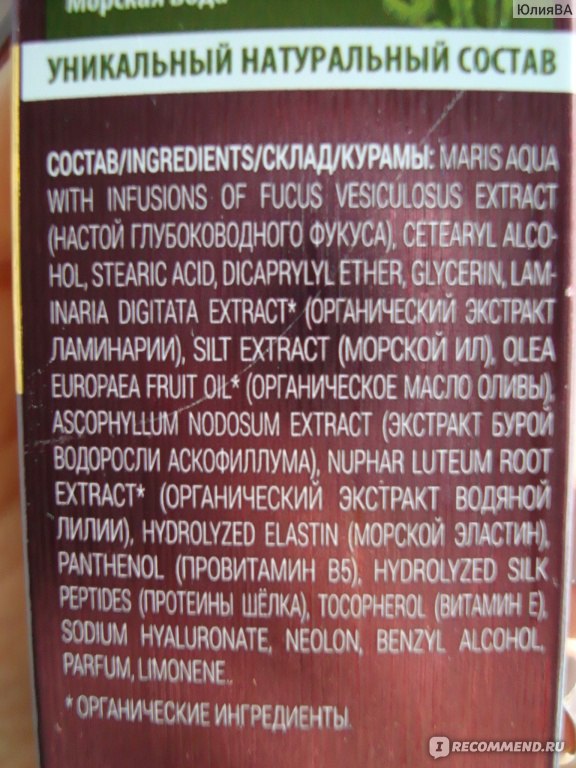 ЮлияВА
Морская вода
УНИКАЛЬНЫЙ НАТУРАЛЬНЫЙ СОСТАВ
СОСТАВ/INGREDIENTS/СКЛАД/КУРАМЫ: MARIS AQUA
WITH INFUSIONS OF FUCUS VESICULOSUS EXTRACT
(НАСТОЙ ГЛУБОКОВОДНОГО ФУКУСА), CETEARYL ALCO-
HOL, STEARIC ACID, DICAPRYLYL ETHER, GLYCERIN, LAM-
INARIA DIGITATA EXTRACT* (ОРГАНИЧЕСКИЙ ЭКСТРАКТ
ЛАМИНАРИИ), SILT EXTRACT (МОРСКОЙ ИЛ), OLEA
EUROPAEA FRUIT OIL* (ОРГАНИЧЕСКОЕ МАСЛО ОЛИВЫ),
ASCOPHYLLUM NODOSUM EXTRACT (ЭКСТРАКТ БУРОЙ
ВОДОРОСЛИ АСКОФИЛЛУМА), NUPHAR LUTEUM ROOT
EXTRACT* (ОРГАНИЧЕСКИЙ ЭКСТРАКТ ВОДЯНОЙ
ЛИЛИИ), HYDROLYZED ELASTIN (МОРСКОЙ ЭЛАСТИН),
PANTHENOL (ПРОВИТАМИН B5), HYDROLYZED SILK
PEPTIDES (ПРОТЕИНЫ ШЁЛКА), TOCOPHEROL (ВИТАМИН Е),
SODIUM HYALURONATE, NEOLON, BENZYL ALCOHOL,
PARFUM, LIMONENE.
* ОРГАНИЧЕСКИЕ ИНГРЕДИЕНТЫ.
I RECOMMEND.RU